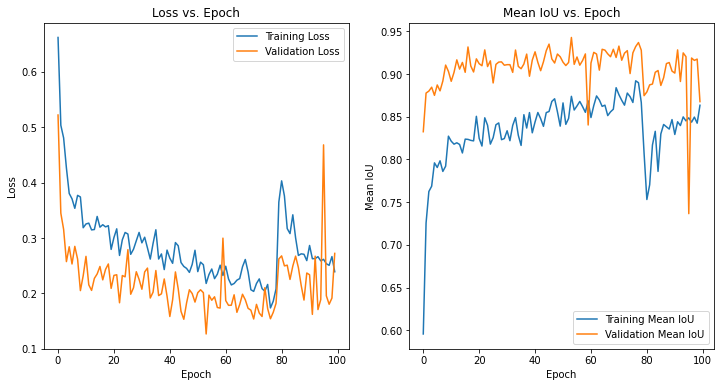 Loss vs. Epoch
Training Loss
Validation Loss
0.6
0.5
0.4
0.3
0.2
0.1
Loss
0 20 40 60 80 100
Epoch
Mean IoU vs. Epoch
0.95
0.90
0.85
0.80
0.75
0.70
0.65
0.60
Mean IoU
Training Mean IoU
Validation Mean IoU
0 20 40 60 80 100
Epoch